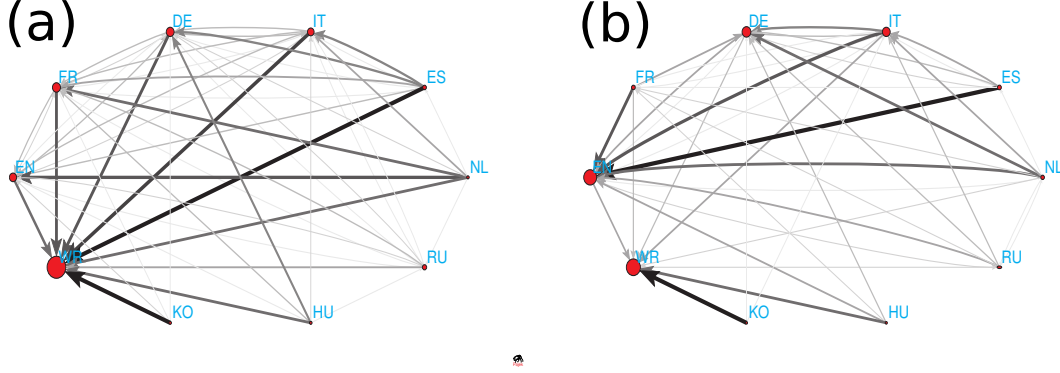 (a)
DE
IT
FR
ES
EN
NL
WR
RU
KO
HU
(b)
DE
IT
FR
ES
EN
NL
WR
RU
KO
HU